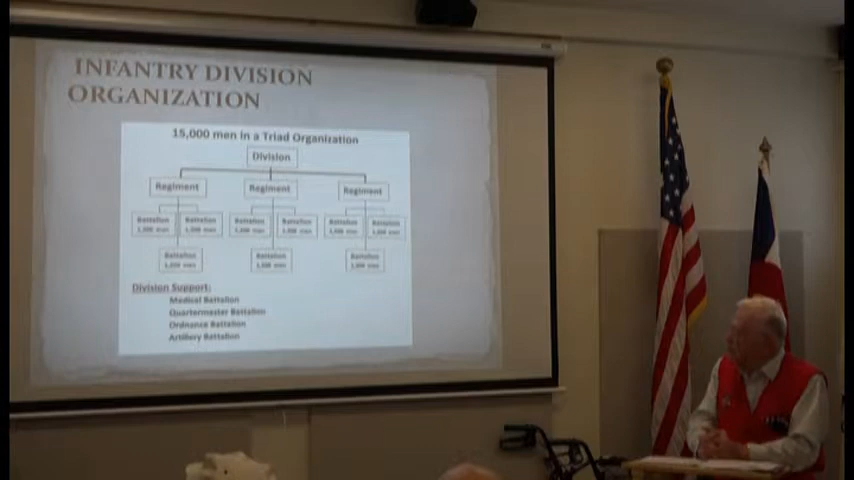 INFANTRY DIVISION
ORGANIZATION
15,000 men in a Triad Organization
Division
Regiment Regiment Regiment
Battalion Battalion Battalion Battalion Battalion Battalion
1,000 men 1,000 men 1,000 men 1,000 men 1,000 men 1,000 men
Battalion Battalion Battalion
1,000 men 1,000 men 1,000 men
Division Support:
Medical Battalion
Quartermaster Battalion
Ordnance Battalion
Artillery Battalion